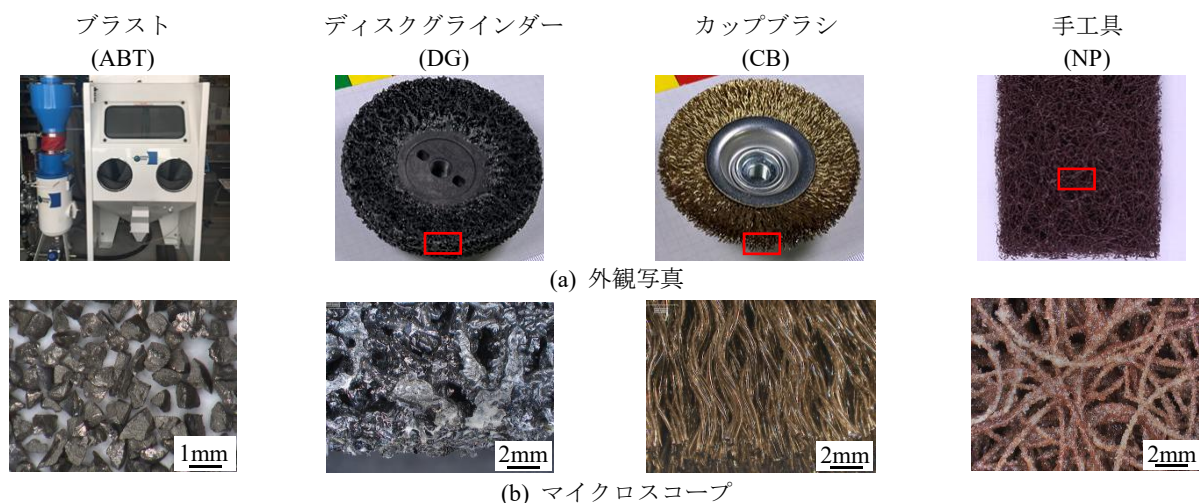 ブラスト ディスクグラインダー カップブラシ 手工具
(ABT) (DG) (CB) (NP)
(a) 外観写真
1mm 2mm 2mm 2mm
(b) マイクロスコープ